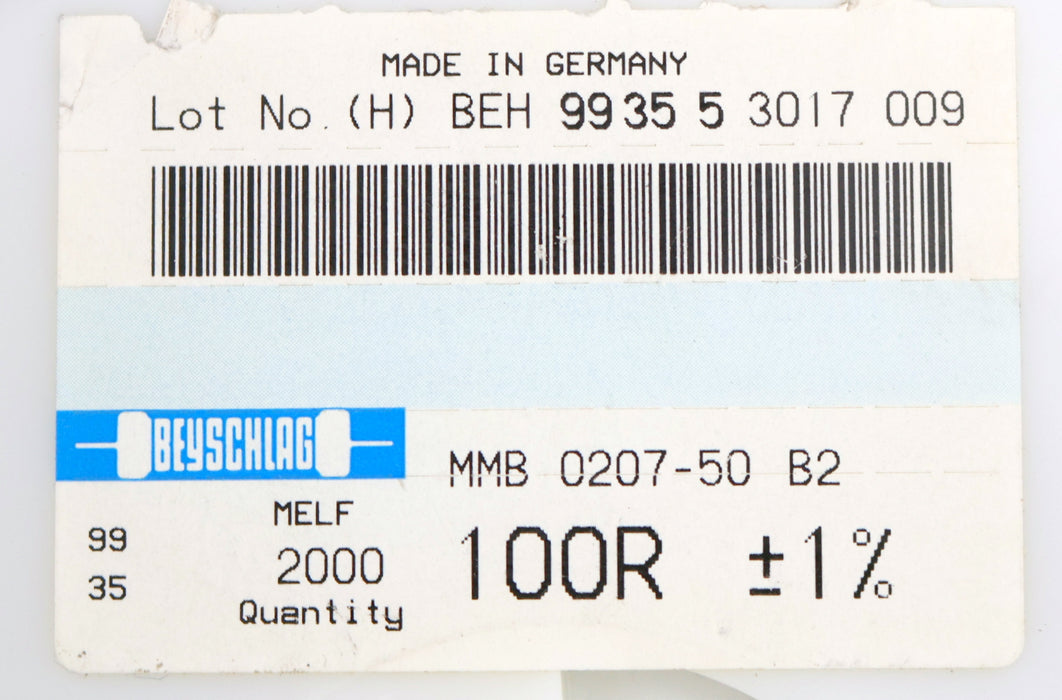 MADE IN GERMANY
Lot No. (H) BEH 99 35 5 3017 009
BEYSCHLAG
MMB 0207-50 B2
MELF
99
2000
100R ±1%
35
Quantity